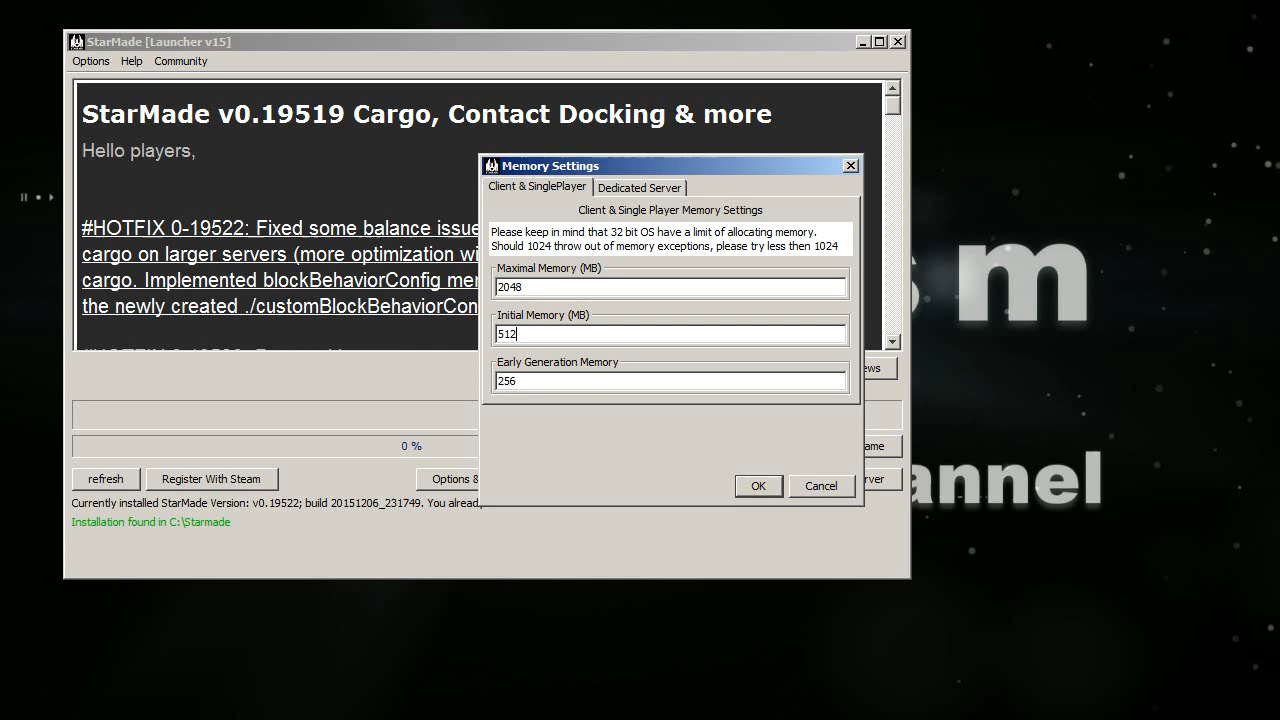 StarMade [Launcher v15]
Options Help Community
StarMade v0.19519 Cargo, Contact Docking & more
Hello players,
#HOTFIX 0-19522: Fixed some balance issue
cargo on larger servers (more optimization wi
cargo. Implemented blockBehaviorConfig mer
the newly created ./customBlockBehaviorCon
0 %
refresh
Register With Steam
Options &
Currently installed StarMade Version: v0.19522; build 20151206_231749. You already
Installation found in C:\Starmade
Memory Settings
Client & SinglePlayer
Dedicated Server
Client & Single Player Memory Settings
Please keep in mind that 32 bit OS have a limit of allocating memory.
Should 1024 throw out of memory exceptions, please try less then 1024
Maximal Memory (MB)
2048
Initial Memory (MB)
512
Early Generation Memory
256
OK
Cancel
ews
ame
rver
s m
annel